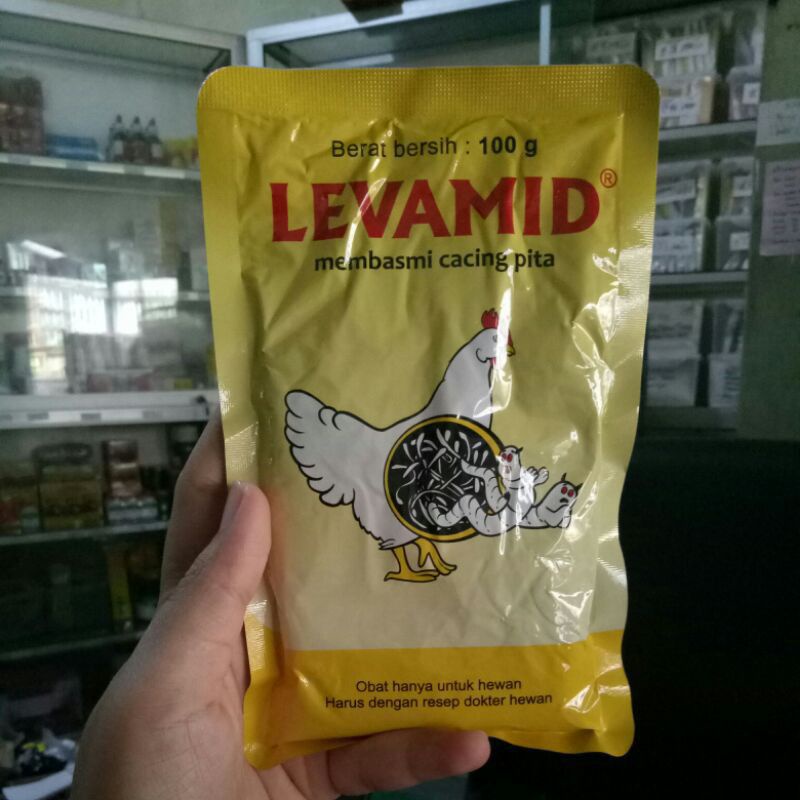 Berat bersih : 100 g
LEVAMID®
membasmi cacing pita
Obat hanya untuk hewan
Harus dengan resep dokter hewan